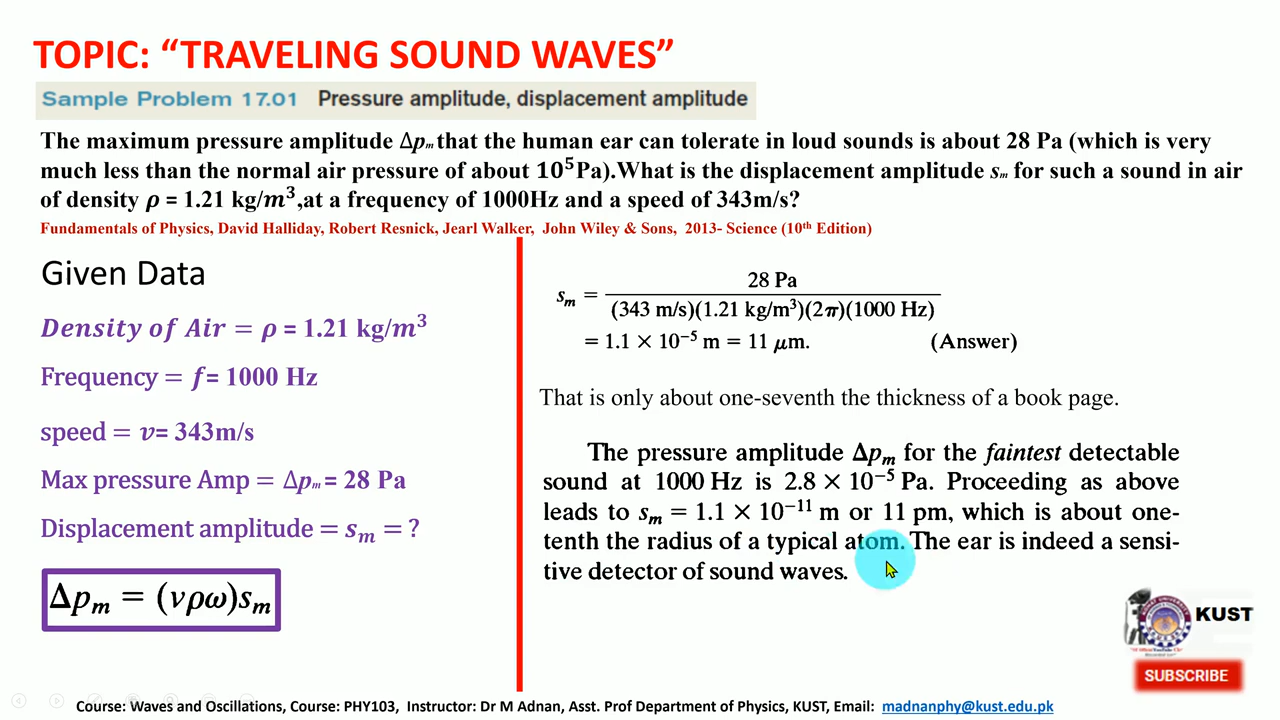 TOPIC: “TRAVELING SOUND WAVES”
Sample Problem 17.01 Pressure amplitude, displacement amplitude
The maximum pressure amplitude Δpₘ that the human ear can tolerate in loud sounds is about 28 Pa (which is very
much less than the normal air pressure of about 10⁵Pa).What is the displacement amplitude sₘ for such a sound in air
of density ρ = 1.21 kg/m³,at a frequency of 1000Hz and a speed of 343m/s?
Fundamentals of Physics, David Halliday, Robert Resnick, Jearl Walker, John Wiley & Sons, 2013- Science (10th Edition)
Given Data
Density of Air = ρ = 1.21 kg/m³
Frequency = f= 1000 Hz
speed = v= 343m/s
Max pressure Amp = Δpₘ = 28 Pa
Displacement amplitude = sₘ = ?
Δpₘ = (vρω)sₘ
sₘ = 28 Pa / (343 m/s)(1.21 kg/m³)(2π)(1000 Hz)
= 1.1 × 10⁻⁵ m = 11 μm. (Answer)
That is only about one-seventh the thickness of a book page.
The pressure amplitude Δpₘ for the faintest detectable
sound at 1000 Hz is 2.8 × 10⁻⁵ Pa. Proceeding as above
leads to sₘ = 1.1 × 10⁻¹¹ m or 11 pm, which is about one-
tenth the radius of a typical atom. The ear is indeed a sensi-
tive detector of sound waves.
KUST
SUBSCRIBE
Course: Waves and Oscillations, Course: PHY103, Instructor: Dr M Adnan, Asst. Prof Department of Physics, KUST, Email: madnanphy@kust.edu.pk